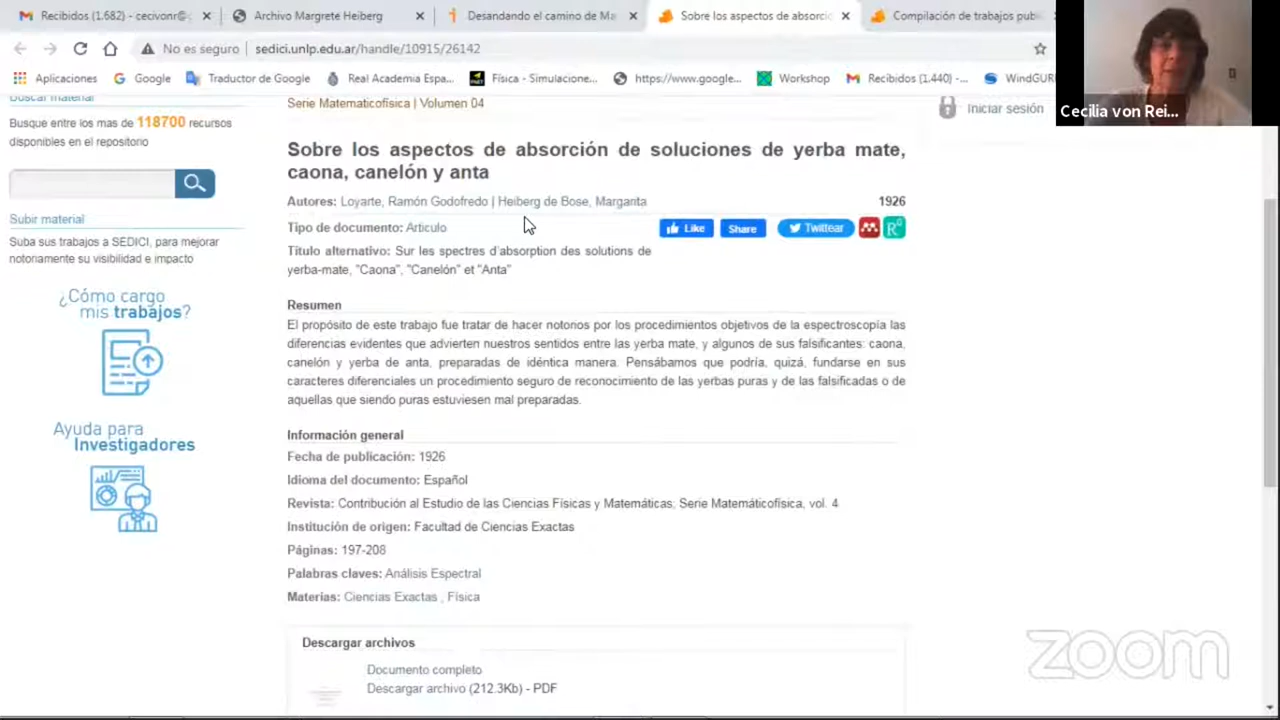 Recibidos (1.682) - cecivonr@g
Archivo Margrete Heiberg
Desandando el camino de Ma
Sobre los aspectos de absorció
Compilación de trabajos publ
No es seguro | sedici.unlp.edu.ar/handle/10915/26142
Aplicaciones
Google
Traductor de Google
Real Academia Espa...
Física - Simulacione...
https://www.google...
Workshop
Recibidos (1.440) -...
WindGUR
Cecilia von Rei...
Buscar material
Busque entre los mas de 118700 recursos
disponibles en el repositorio
Subir material
Suba sus trabajos a SEDICI, para mejorar
notoriamente su visibilidad e impacto
¿Cómo cargo
mis trabajos?
Ayuda para
Investigadores
Serie Matematicofísica | Volumen 04
Iniciar sesión
Sobre los aspectos de absorción de soluciones de yerba mate,
caona, canelón y anta
Autores: Loyarte, Ramón Godofredo | Heiberg de Bose, Margarita
1926
Tipo de documento: Articulo
Like
Share
Twittear
Título alternativo: Sur les spectres d'absorption des solutions de
yerba-mate, "Caona", "Canelón" et "Anta"
Resumen
El propósito de este trabajo fue tratar de hacer notorios por los procedimientos objetivos de la espectroscopía las
diferencias evidentes que advierten nuestros sentidos entre las yerba mate, y algunos de sus falsificantes: caona,
canelón y yerba de anta, preparadas de idéntica manera. Pensábamos que podría, quizá, fundarse en sus
caracteres diferenciales un procedimiento seguro de reconocimiento de las yerbas puras y de las falsificadas o de
aquellas que siendo puras estuviesen mal preparadas.
Información general
Fecha de publicación: 1926
Idioma del documento: Español
Revista: Contribución al Estudio de las Ciencias Físicas y Matemáticas; Serie Matemáticofísica, vol. 4
Institución de origen: Facultad de Ciencias Exactas
Páginas: 197-208
Palabras claves: Análisis Espectral
Materias: Ciencias Exactas , Física
Descargar archivos
Documento completo
Descargar archivo (212.3Kb) - PDF
zoom